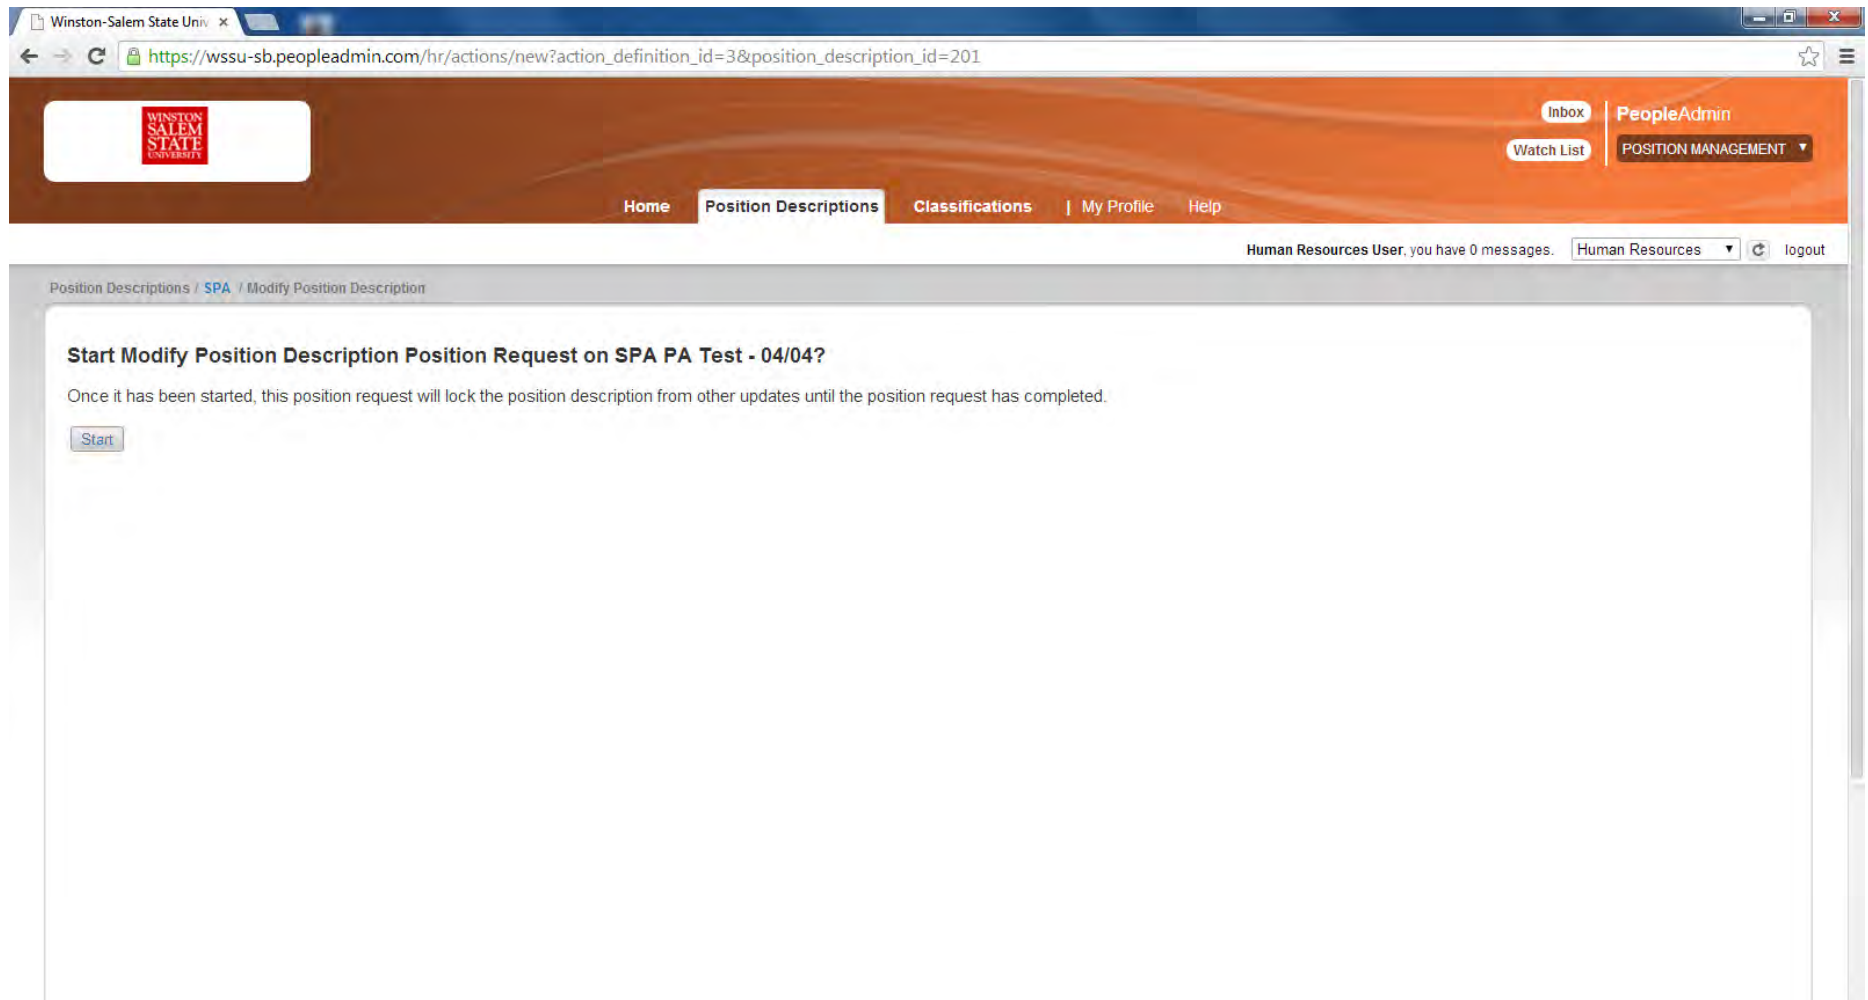 Winston-Salem State Univ
https://wssu-sb.peopleadmin.com/hr/actions/new?action_definition_id=3&position_description_id=201
WINSTON
SALEM
STATE
UNIVERSITY
Inbox
PeopleAdmin
Watch List
POSITION MANAGEMENT
Home Position Descriptions Classifications | My Profile Help
Human Resources User, you have 0 messages. Human Resources logout
Position Descriptions / SPA / Modify Position Description
Start Modify Position Description Position Request on SPA PA Test - 04/04?
Once it has been started, this position request will lock the position description from other updates until the position request has completed.
Start